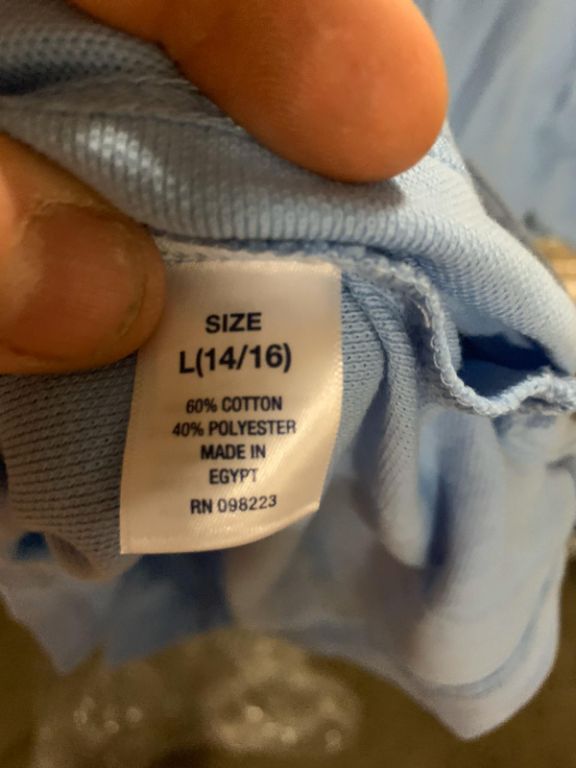 SIZE
L(14/16)
60% COTTON
40% POLYESTER
MADE IN
EGYPT
RN 098223